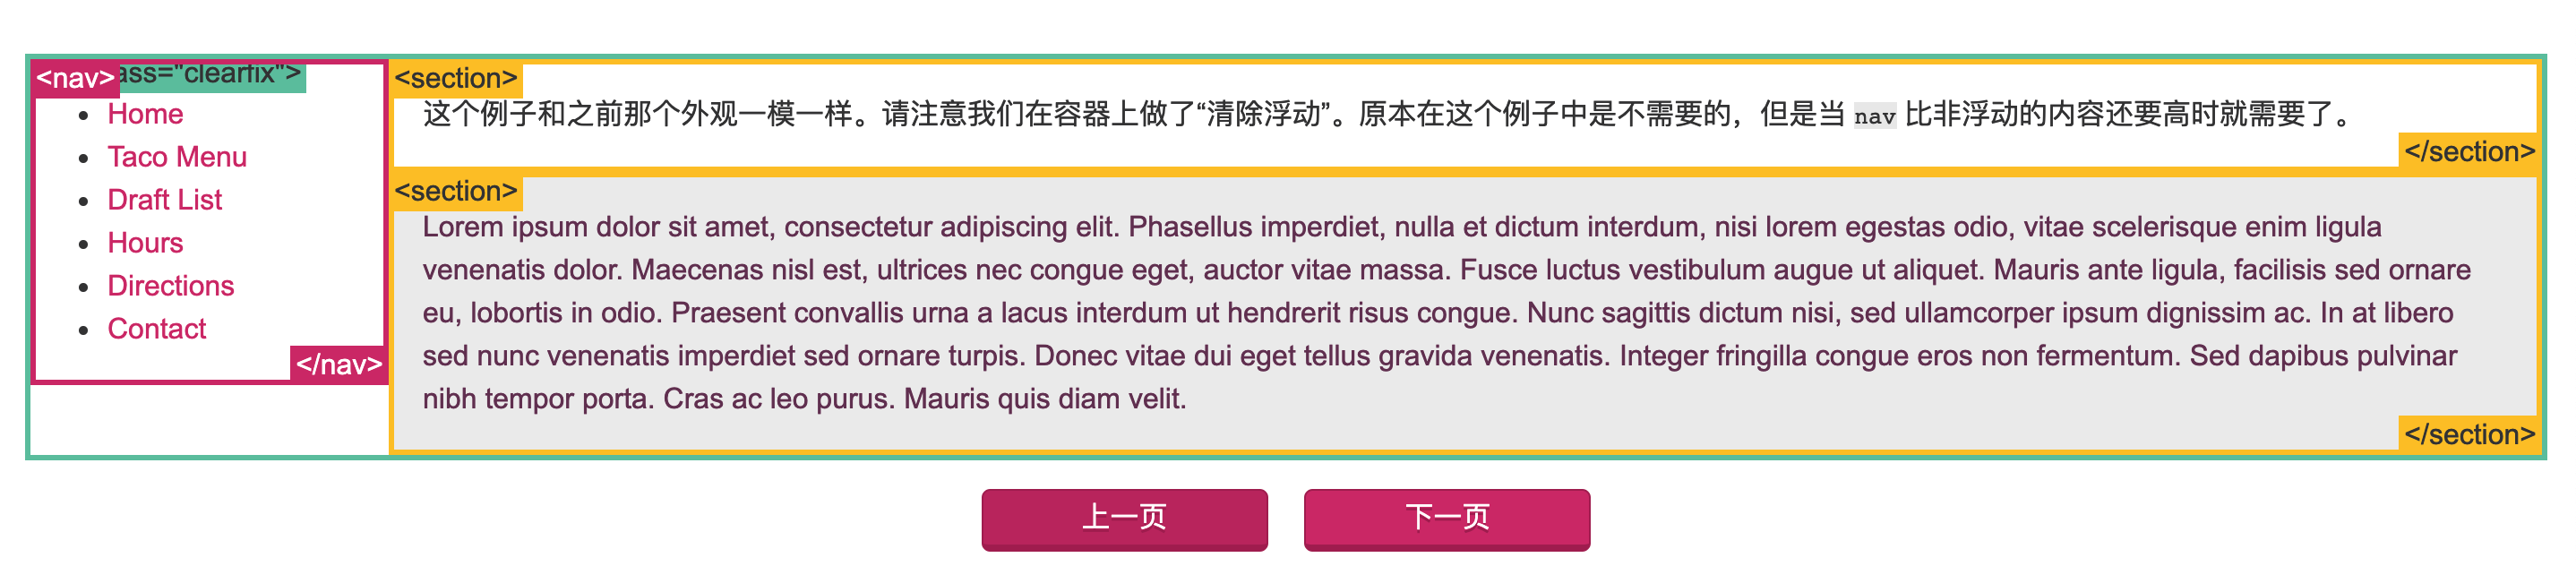 <nav>
ass="clearfix">
Home
Taco Menu
Draft List
Hours
Directions
Contact
</nav>
<section>
这个例子和之前那个外观一模一样。请注意我们在容器上做了“清除浮动”。原本在这个例子中是不需要的，但是当 nav 比非浮动的内容还要高时就需要了。
</section>
<section>
Lorem ipsum dolor sit amet, consectetur adipiscing elit. Phasellus imperdiet, nulla et dictum interdum, nisi lorem egestas odio, vitae scelerisque enim ligula
venenatis dolor. Maecenas nisl est, ultrices nec congue eget, auctor vitae massa. Fusce luctus vestibulum augue ut aliquet. Mauris ante ligula, facilisis sed ornare
eu, lobortis in odio. Praesent convallis urna a lacus interdum ut hendrerit risus congue. Nunc sagittis dictum nisi, sed ullamcorper ipsum dignissim ac. In at libero
sed nunc venenatis imperdiet sed ornare turpis. Donec vitae dui eget tellus gravida venenatis. Integer fringilla congue eros non fermentum. Sed dapibus pulvinar
nibh tempor porta. Cras ac leo purus. Mauris quis diam velit.
</section>
上一页
下一页